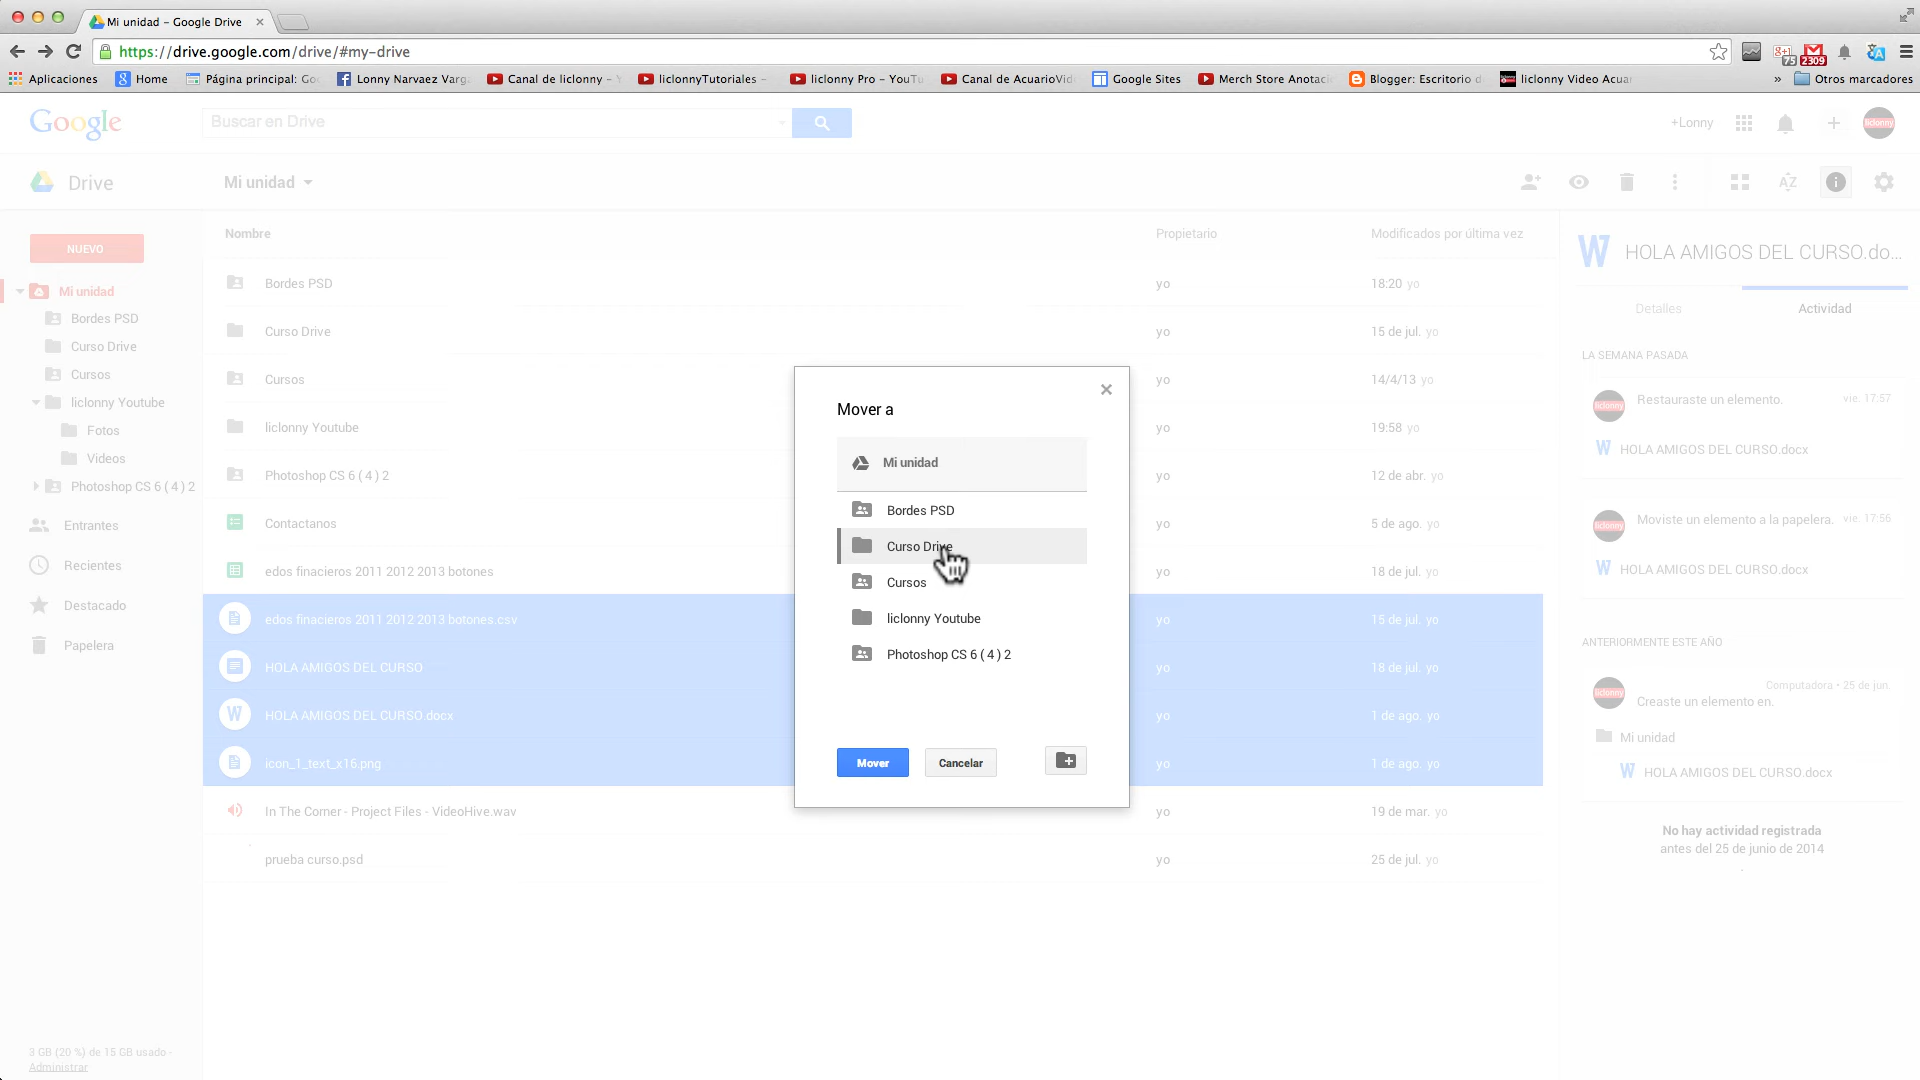 Mi unidad – Google Drive
https://drive.google.com/drive/#my-drive
75
2309
Aplicaciones
Home
Página principal: Go
Lonny Narvaez Varga
Canal de liclonny –
liclonnyTutoriales –
liclonny Pro – YouTu
Canal de AcuarioVid
Google Sites
Merch Store Anotaci
Blogger: Escritorio d
liclonny Video Acua
»
Otros marcadores
Google
Buscar en Drive
+Lonny
liclonny
Drive
Mi unidad
AZ
NUEVO
Mi unidad
Bordes PSD
Curso Drive
Cursos
liclonny Youtube
Fotos
Videos
Photoshop CS 6 ( 4 ) 2
Entrantes
Recientes
Destacado
Papelera
3 GB (20 %) de 15 GB usado
Administrar
Nombre Propietario Modificados por última vez
Bordes PSD yo 18:20 yo
Curso Drive yo 15 de jul. yo
Cursos yo 14/4/13 yo
liclonny Youtube yo 19:58 yo
Photoshop CS 6 ( 4 ) 2 yo 12 de abr. yo
Contactanos yo 5 de ago. yo
edos finacieros 2011 2012 2013 botones yo 18 de jul. yo
edos finacieros 2011 2012 2013 botones.csv yo 15 de jul. yo
HOLA AMIGOS DEL CURSO yo 18 de jul. yo
HOLA AMIGOS DEL CURSO.docx yo 1 de ago. yo
icon_1_text_x16.png yo 1 de ago. yo
In The Corner - Project Files - VideoHive.wav yo 19 de mar. yo
prueba curso.psd yo 25 de jul. yo
Mover a
Mi unidad
Bordes PSD
Curso Drive
Cursos
liclonny Youtube
Photoshop CS 6 ( 4 ) 2
Mover
Cancelar
W HOLA AMIGOS DEL CURSO.do...
Detalles
Actividad
LA SEMANA PASADA
liclonny
Restauraste un elemento.
vie. 17:57
W HOLA AMIGOS DEL CURSO.docx
liclonny
Moviste un elemento a la papelera.
vie. 17:56
W HOLA AMIGOS DEL CURSO.docx
ANTERIORMENTE ESTE AÑO
Computadora • 25 de jun.
liclonny
Creaste un elemento en.
Mi unidad
W HOLA AMIGOS DEL CURSO.docx
No hay actividad registrada
antes del 25 de junio de 2014